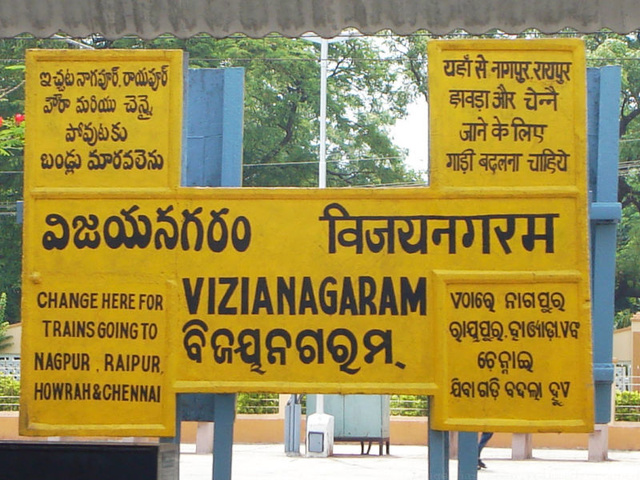 ఇచ్చట నాగపూర్, రాయపూర్
హౌరా మరియు చెన్నై,
పోవుటకు
బండ్లు మారవలెను
यहाँ से नागपुर, रायपुर
हावड़ा और चेन्नै
जाने के लिए
गाड़ी बदलना चाहिये
విజయనగరం
विजयनगरम
VIZIANAGARAM
ବିଜୟନଗରମ୍
CHANGE HERE FOR
TRAINS GOING TO
NAGPUR, RAIPUR,
HOWRAH & CHENNAI
ଏଠାରେ ନାଗପୁର
ରାୟପୁର, ହାଓଡ଼ା, ଏବଂ
ଚେନ୍ନାଇ
ଯିବା ଗାଡ଼ି ବଦଳା ହୁଏ